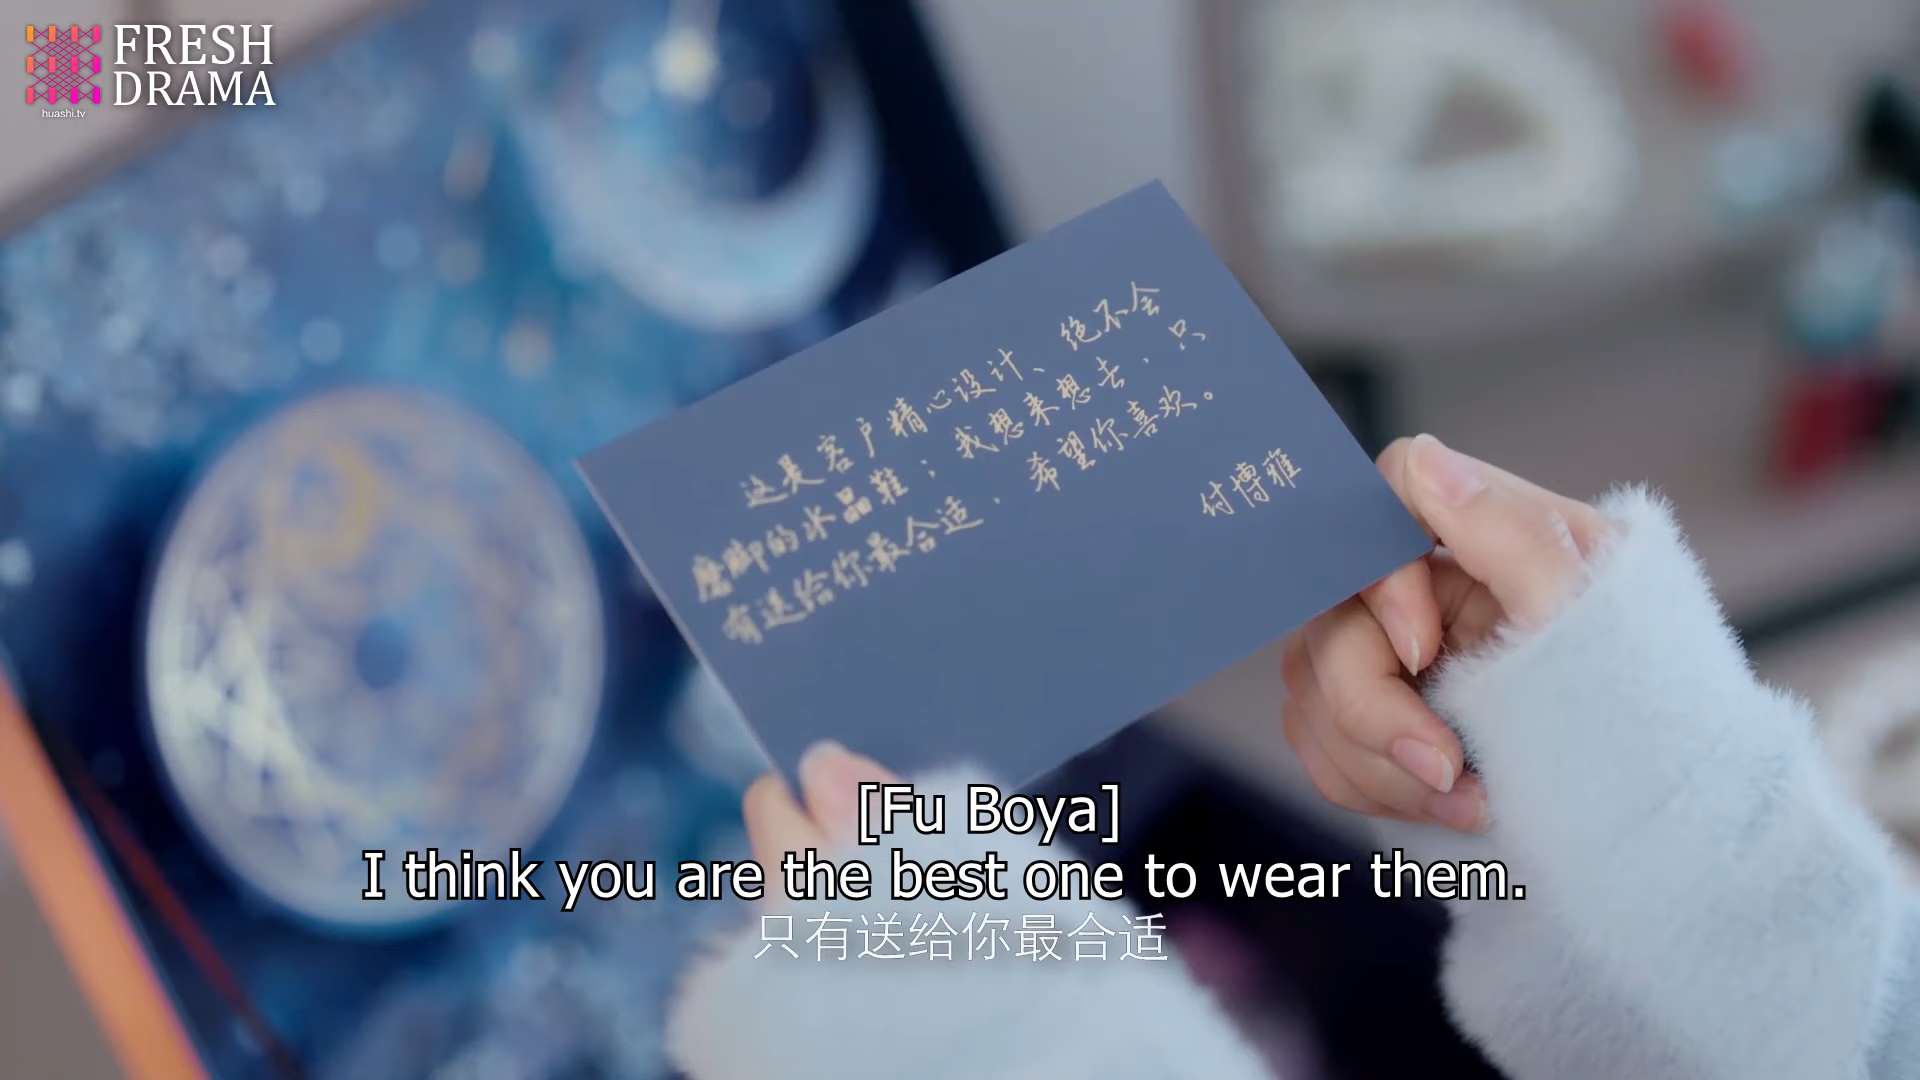 FRESH
DRAMA
huashi.tv
这是客户精心设计、绝不会
磨脚的水晶鞋；我想来想去，只
有送给你最合适，希望你喜欢。
付博雅
[Fu Boya]
I think you are the best one to wear them.
只有送给你最合适